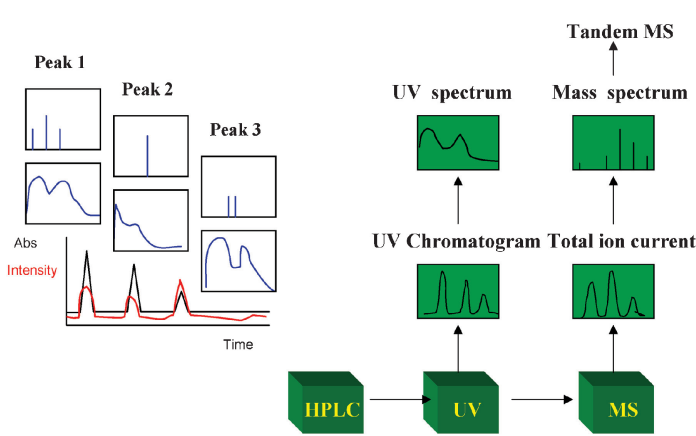 Tandem MS
Peak 1
Peak 2
Peak 3
UV spectrum
Mass spectrum
Abs
Intensity
Time
UV Chromatogram
Total ion current
HPLC
UV
MS